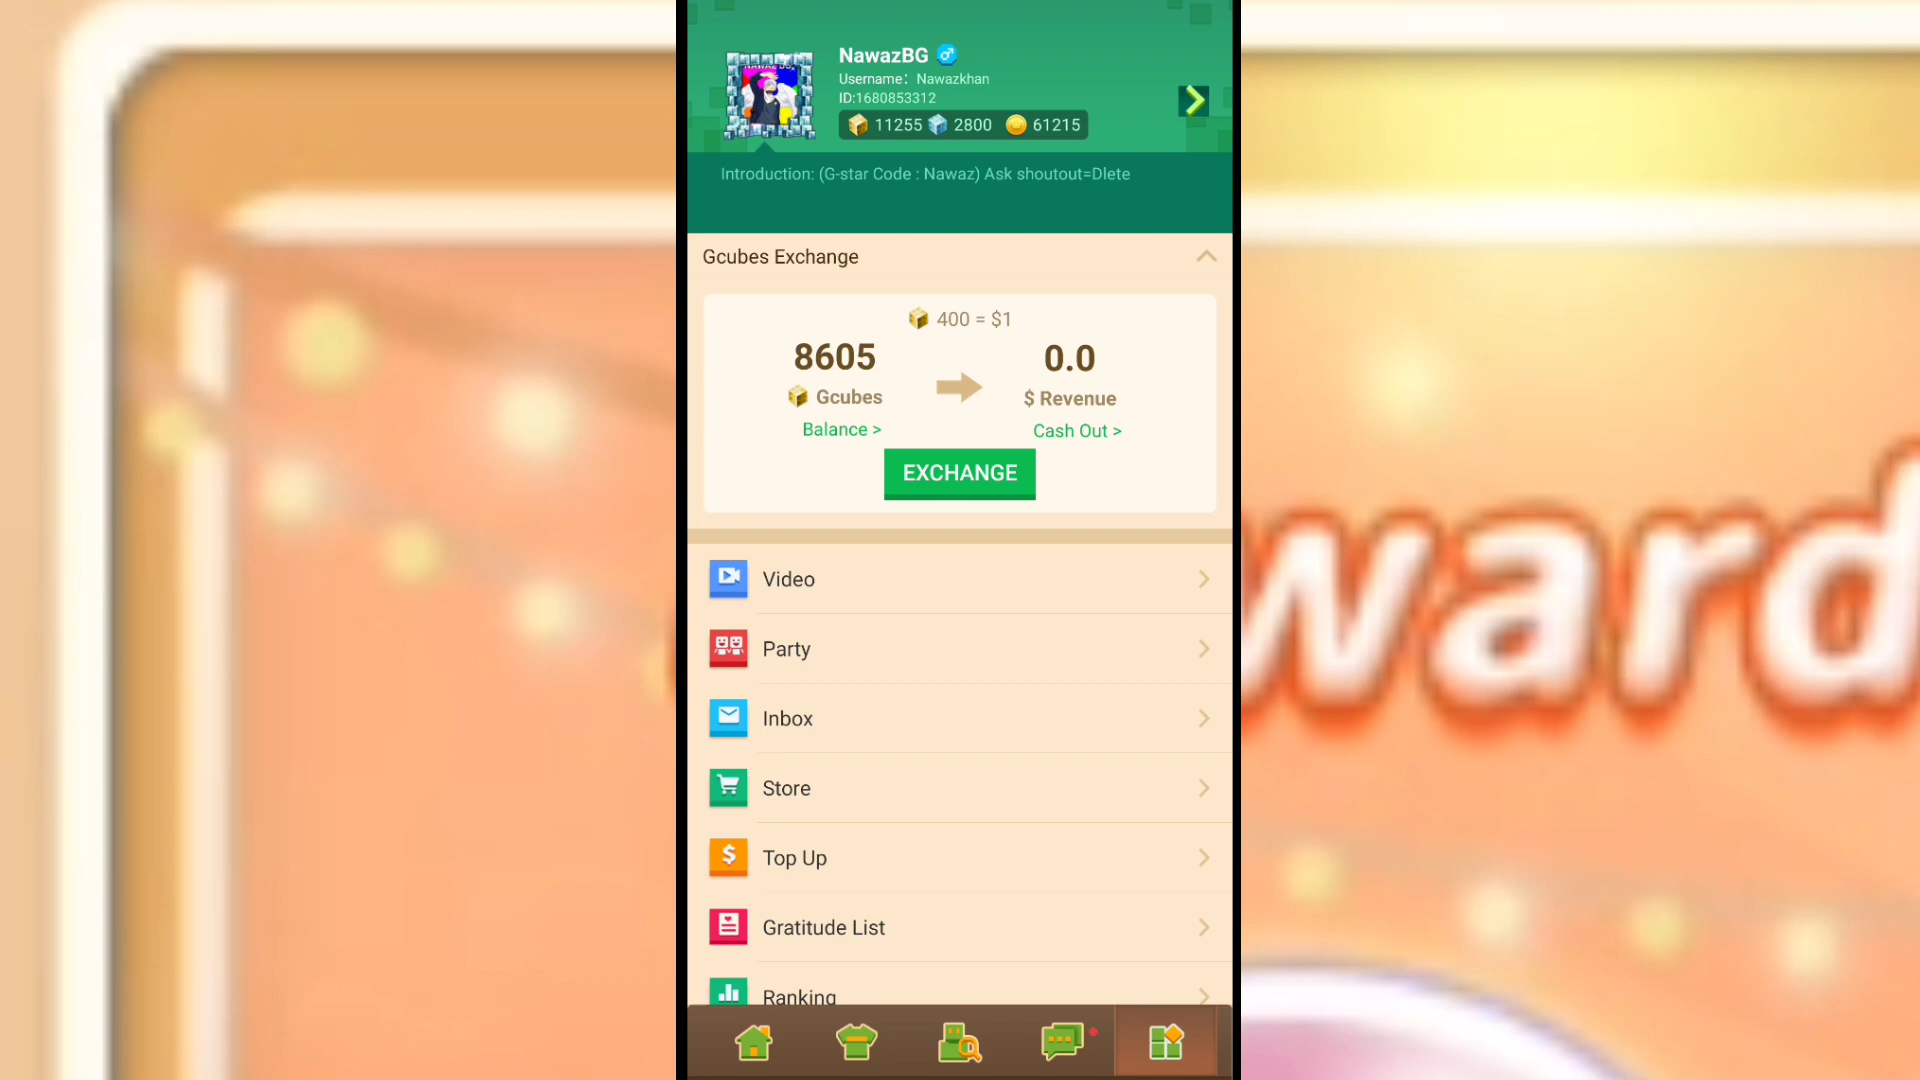 NawazBG
Username: Nawazkhan
ID:1680853312
11255 2800 61215
Introduction: (G-star Code : Nawaz) Ask shoutout=Dlete
Gcubes Exchange
400 = $1
8605 0.0
Gcubes $ Revenue
Balance > Cash Out >
EXCHANGE
Video
Party
Inbox
Store
Top Up
Gratitude List
Ranking
ward